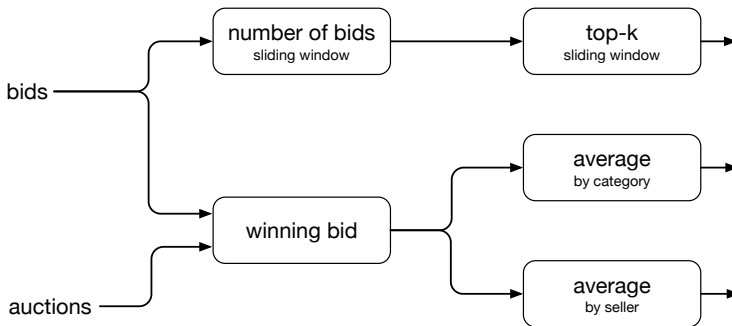 number of bids
sliding window
top-k
sliding window
bids
average
by category
winning bid
average
by seller
auctions